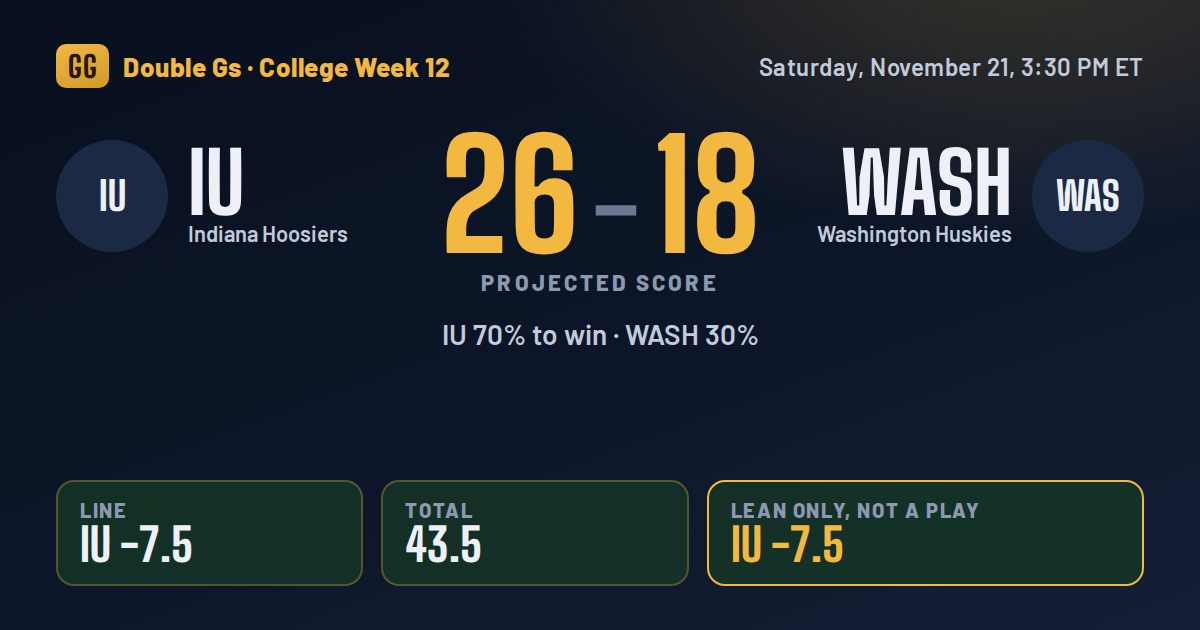 GG Double Gs · College Week 12
Saturday, November 21, 3:30 PM ET
IU
IU
Indiana Hoosiers
26 – 18
PROJECTED SCORE
IU 70% to win · WASH 30%
WASH
Washington Huskies
WAS
LINE
IU −7.5
TOTAL
43.5
LEAN ONLY, NOT A PLAY
IU −7.5